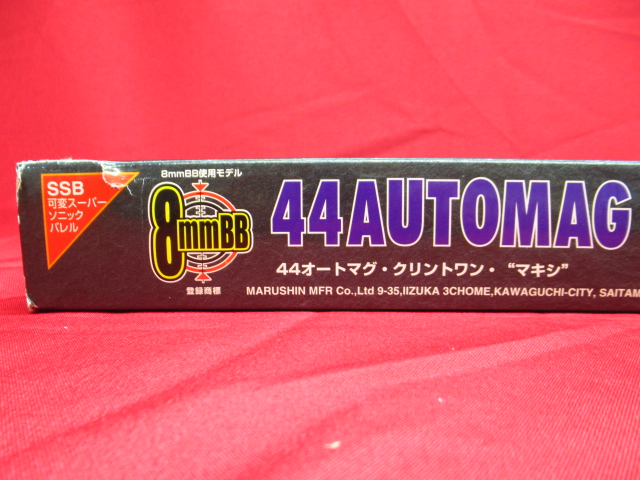 SSB
可変スーパー
ソニック
バレル
8mmBB使用モデル
8mmBB
登録商標
44AUTOMAG
44オートマグ・クリントワン・“マキシ”
MARUSHIN MFR Co.,Ltd 9-35,IIZUKA 3CHOME,KAWAGUCHI-CITY, SAITAM